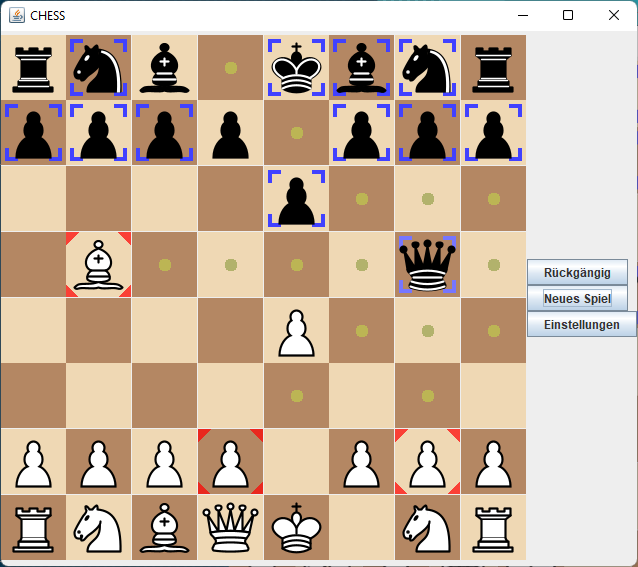 CHESS
Rückgängig
Neues Spiel
Einstellungen